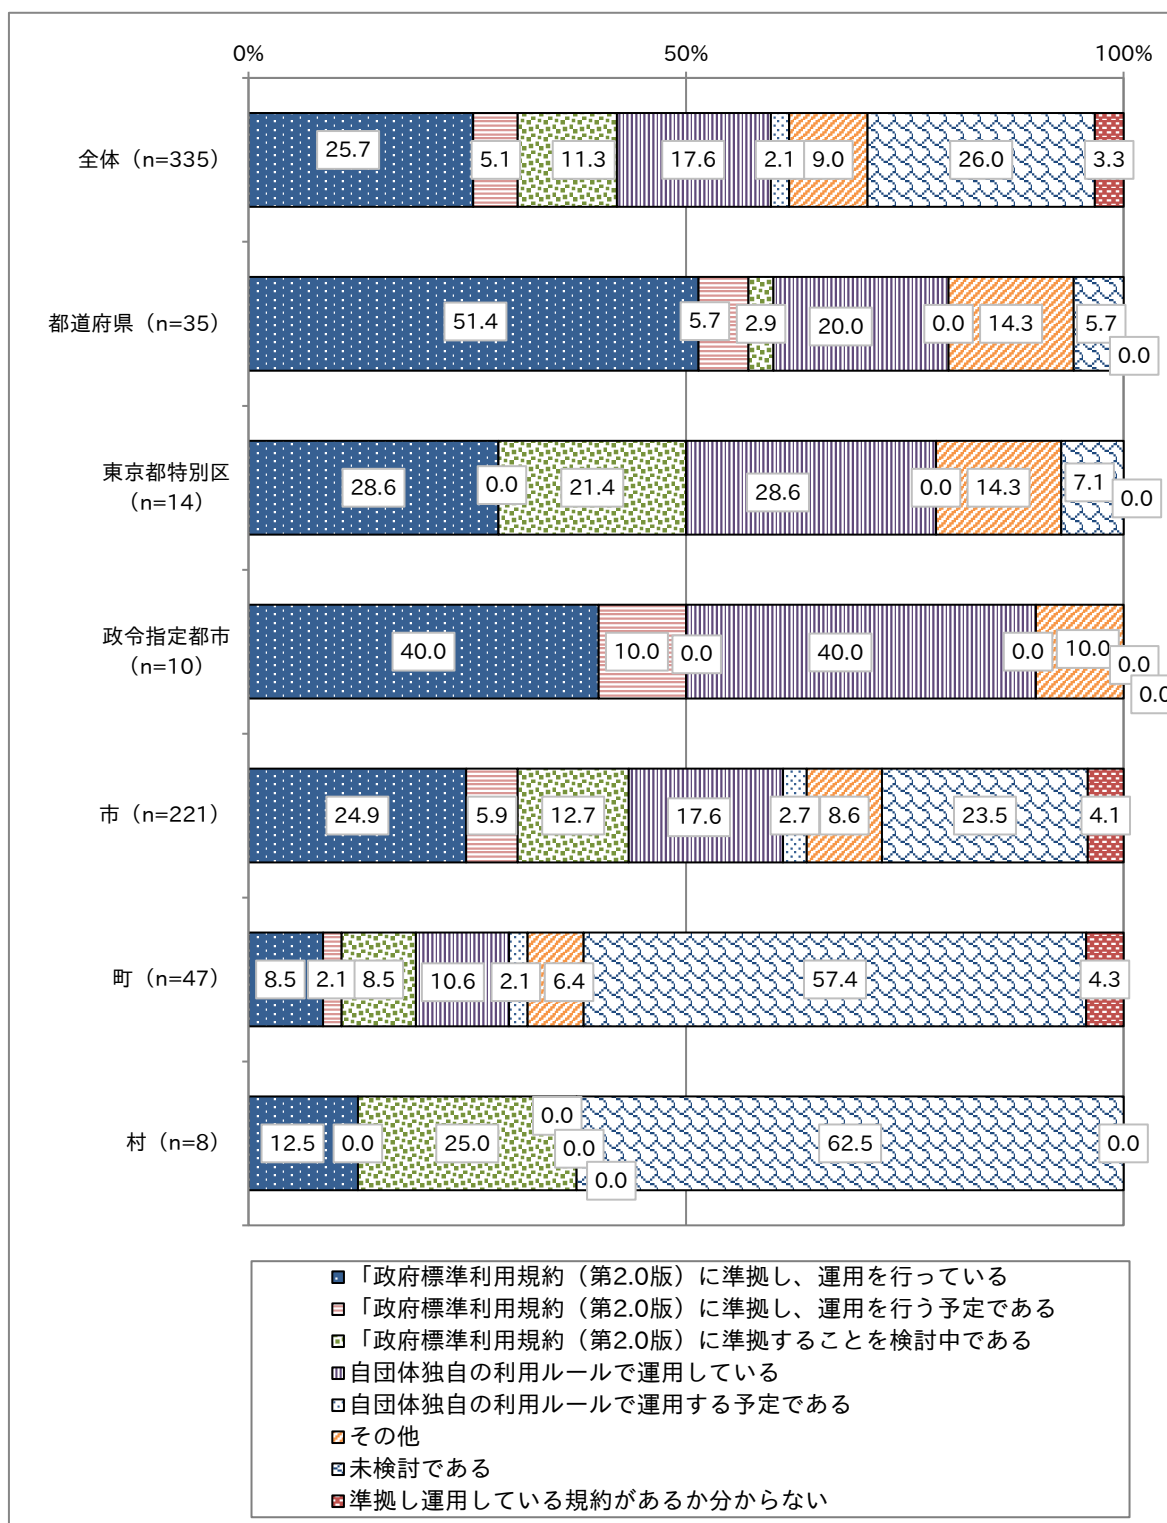 0% 50% 100%
全体（n=335） 25.7 5.1 11.3 17.6 2.1 9.0 26.0 3.3
都道府県（n=35） 51.4 5.7 2.9 20.0 0.0 14.3 5.7 0.0
東京都特別区
（n=14） 28.6 0.0 21.4 28.6 0.0 14.3 7.1 0.0
政令指定都市
（n=10） 40.0 10.0 0.0 40.0 0.0 10.0 0.0 0.0
市（n=221） 24.9 5.9 12.7 17.6 2.7 8.6 23.5 4.1
町（n=47） 8.5 2.1 8.5 10.6 2.1 6.4 57.4 4.3
村（n=8） 12.5 0.0 25.0 0.0 0.0 0.0 62.5 0.0
「政府標準利用規約（第2.0版）に準拠し、運用を行っている
「政府標準利用規約（第2.0版）に準拠し、運用を行う予定である
「政府標準利用規約（第2.0版）に準拠することを検討中である
自団体独自の利用ルールで運用している
自団体独自の利用ルールで運用する予定である
その他
未検討である
準拠し運用している規約があるか分からない